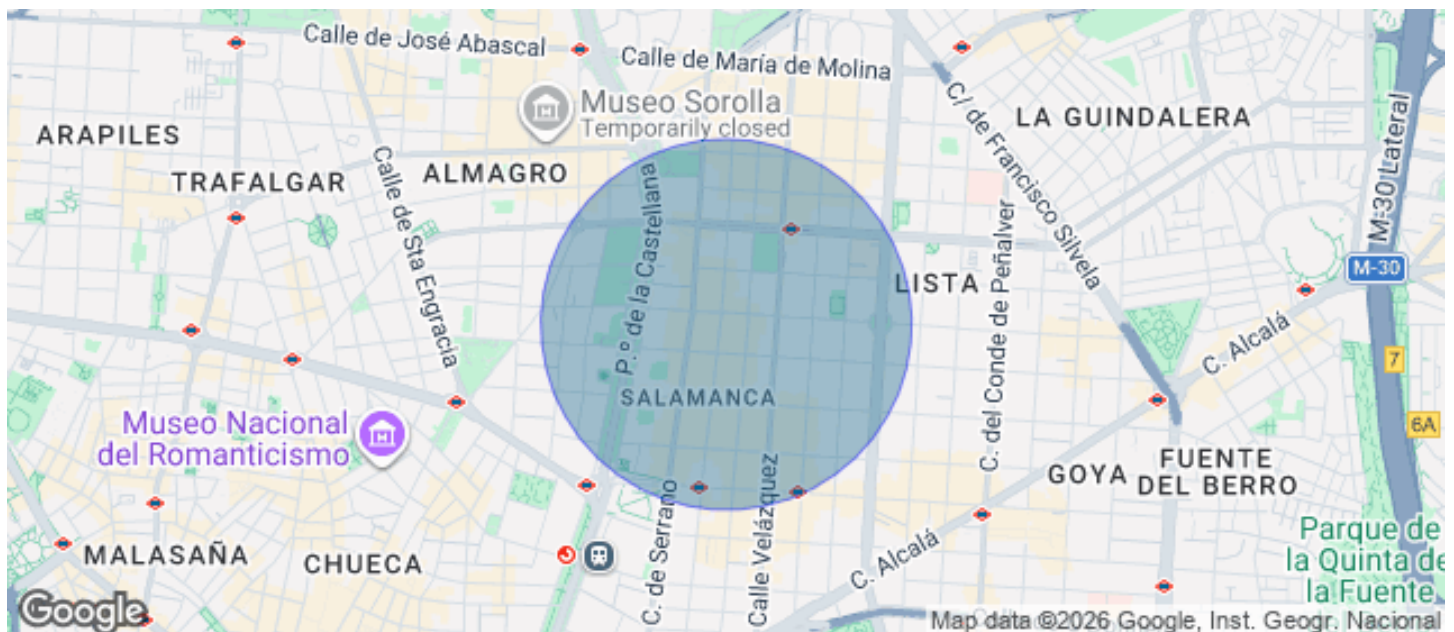 Calle de José Abascal
Calle de María de Molina
Museo Sorolla
Temporarily closed
ARAPILES
TRAFALGAR
ALMAGRO
Calle de Sta Engracia
P.º de la Castellana
C/ de Francisco Silvela
LA GUINDALERA
M-30 Lateral
M-30
LISTA
C. del Conde de Peñalver
C. Alcalá
7
6A
SALAMANCA
Museo Nacional
del Romanticismo
GOYA
FUENTE
DEL BERRO
C. de Serrano
Calle Velázquez
C. Alcalá
MALASAÑA
CHUECA
Parque de
la Quinta de
la Fuente
Google
Map data ©2026 Google, Inst. Geogr. Nacional